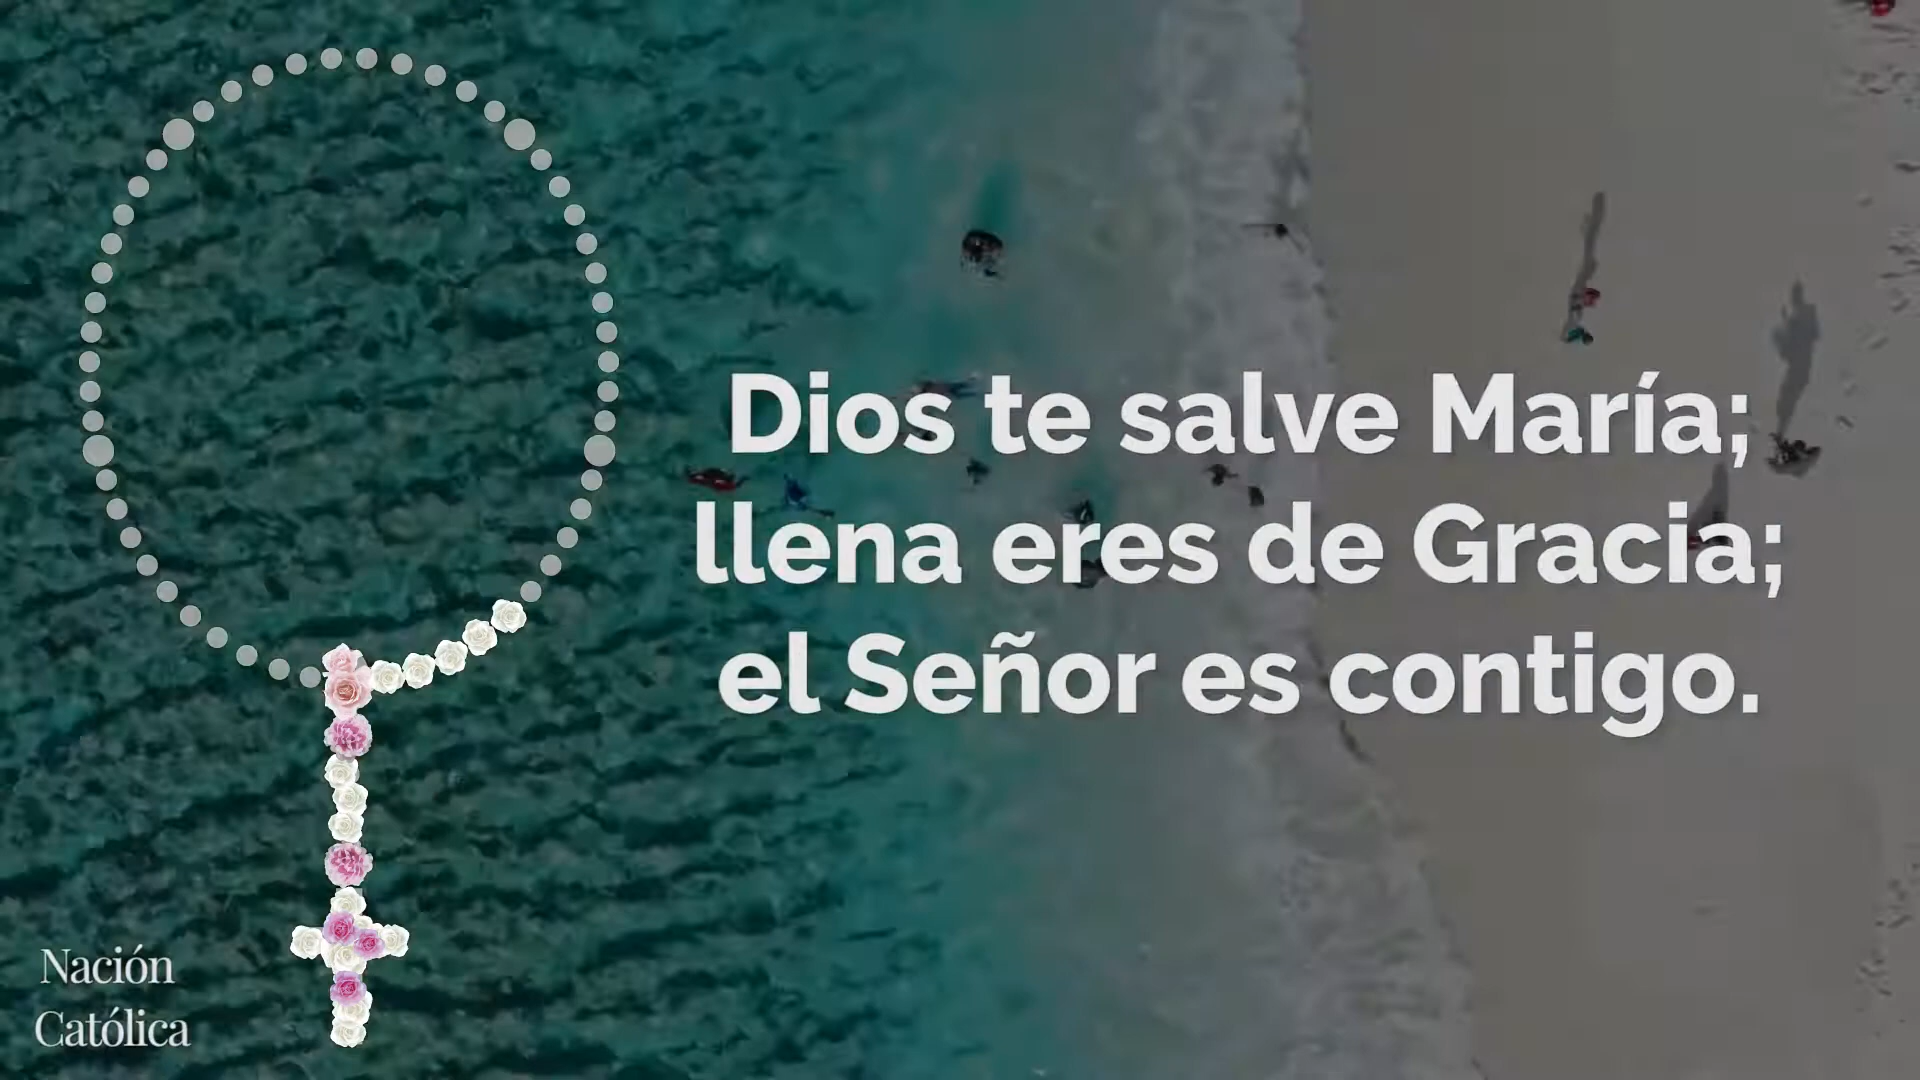 Dios te salve María;
llena eres de Gracia;
el Señor es contigo.
Nación
Católica